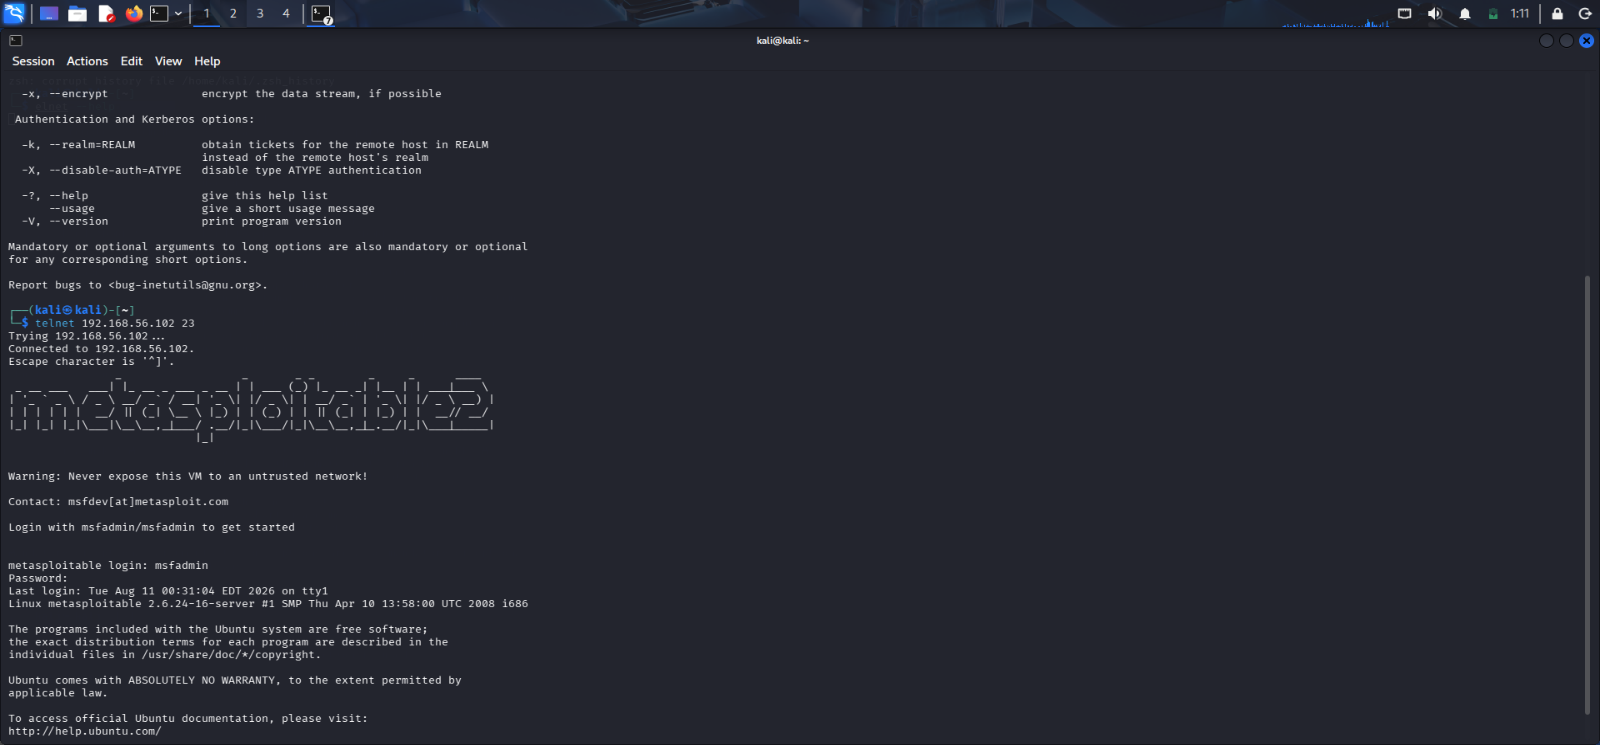 1 2 3 4
7
1:11
kali@kali: ~
Session Actions Edit View Help
-x, --encrypt encrypt the data stream, if possible
Authentication and Kerberos options:
-k, --realm=REALM obtain tickets for the remote host in REALM
instead of the remote host's realm
-X, --disable-auth=ATYPE disable type ATYPE authentication
-?, --help give this help list
--usage give a short usage message
-V, --version print program version
Mandatory or optional arguments to long options are also mandatory or optional
for any corresponding short options.
Report bugs to <bug-inetutils@gnu.org>.
┌──(kali㉿kali)-[~]
└─$ telnet 192.168.56.102 23
Trying 192.168.56.102...
Connected to 192.168.56.102.
Escape character is '^]'.
metasploitable2
Warning: Never expose this VM to an untrusted network!
Contact: msfdev[at]metasploit.com
Login with msfadmin/msfadmin to get started
metasploitable login: msfadmin
Password:
Last login: Tue Aug 11 00:31:04 EDT 2026 on tty1
Linux metasploitable 2.6.24-16-server #1 SMP Thu Apr 10 13:58:00 UTC 2008 i686
The programs included with the Ubuntu system are free software;
the exact distribution terms for each program are described in the
individual files in /usr/share/doc/*/copyright.
Ubuntu comes with ABSOLUTELY NO WARRANTY, to the extent permitted by
applicable law.
To access official Ubuntu documentation, please visit:
http://help.ubuntu.com/